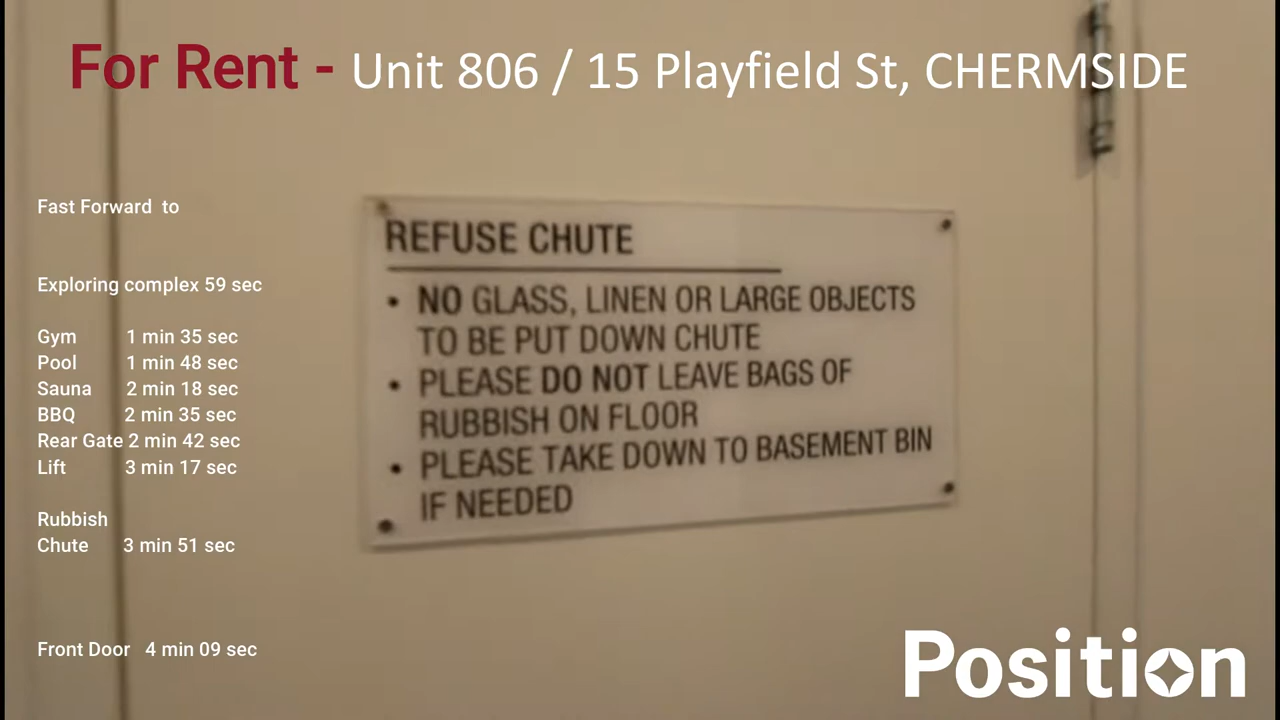 For Rent - Unit 806 / 15 Playfield St, CHERMSIDE
Fast Forward to
Exploring complex 59 sec
Gym 1 min 35 sec
Pool 1 min 48 sec
Sauna 2 min 18 sec
BBQ 2 min 35 sec
Rear Gate 2 min 42 sec
Lift 3 min 17 sec
Rubbish
Chute 3 min 51 sec
Front Door 4 min 09 sec
REFUSE CHUTE
• NO GLASS, LINEN OR LARGE OBJECTS
TO BE PUT DOWN CHUTE
• PLEASE DO NOT LEAVE BAGS OF
RUBBISH ON FLOOR
• PLEASE TAKE DOWN TO BASEMENT BIN
IF NEEDED
Position